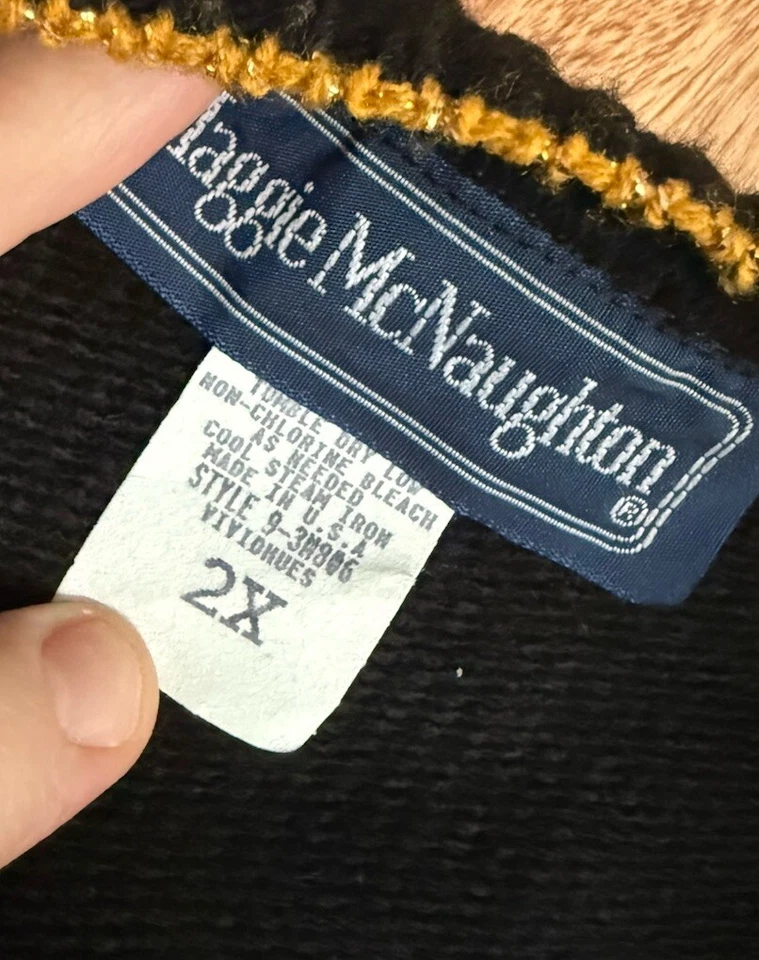 Maggie McNaughton
®
TUMBLE DRY LOW
NON-CHLORINE BLEACH
AS NEEDED
COOL STEAM IRON
MADE IN U.S.A
STYLE 9-3M806
VIVIDHUES
2X